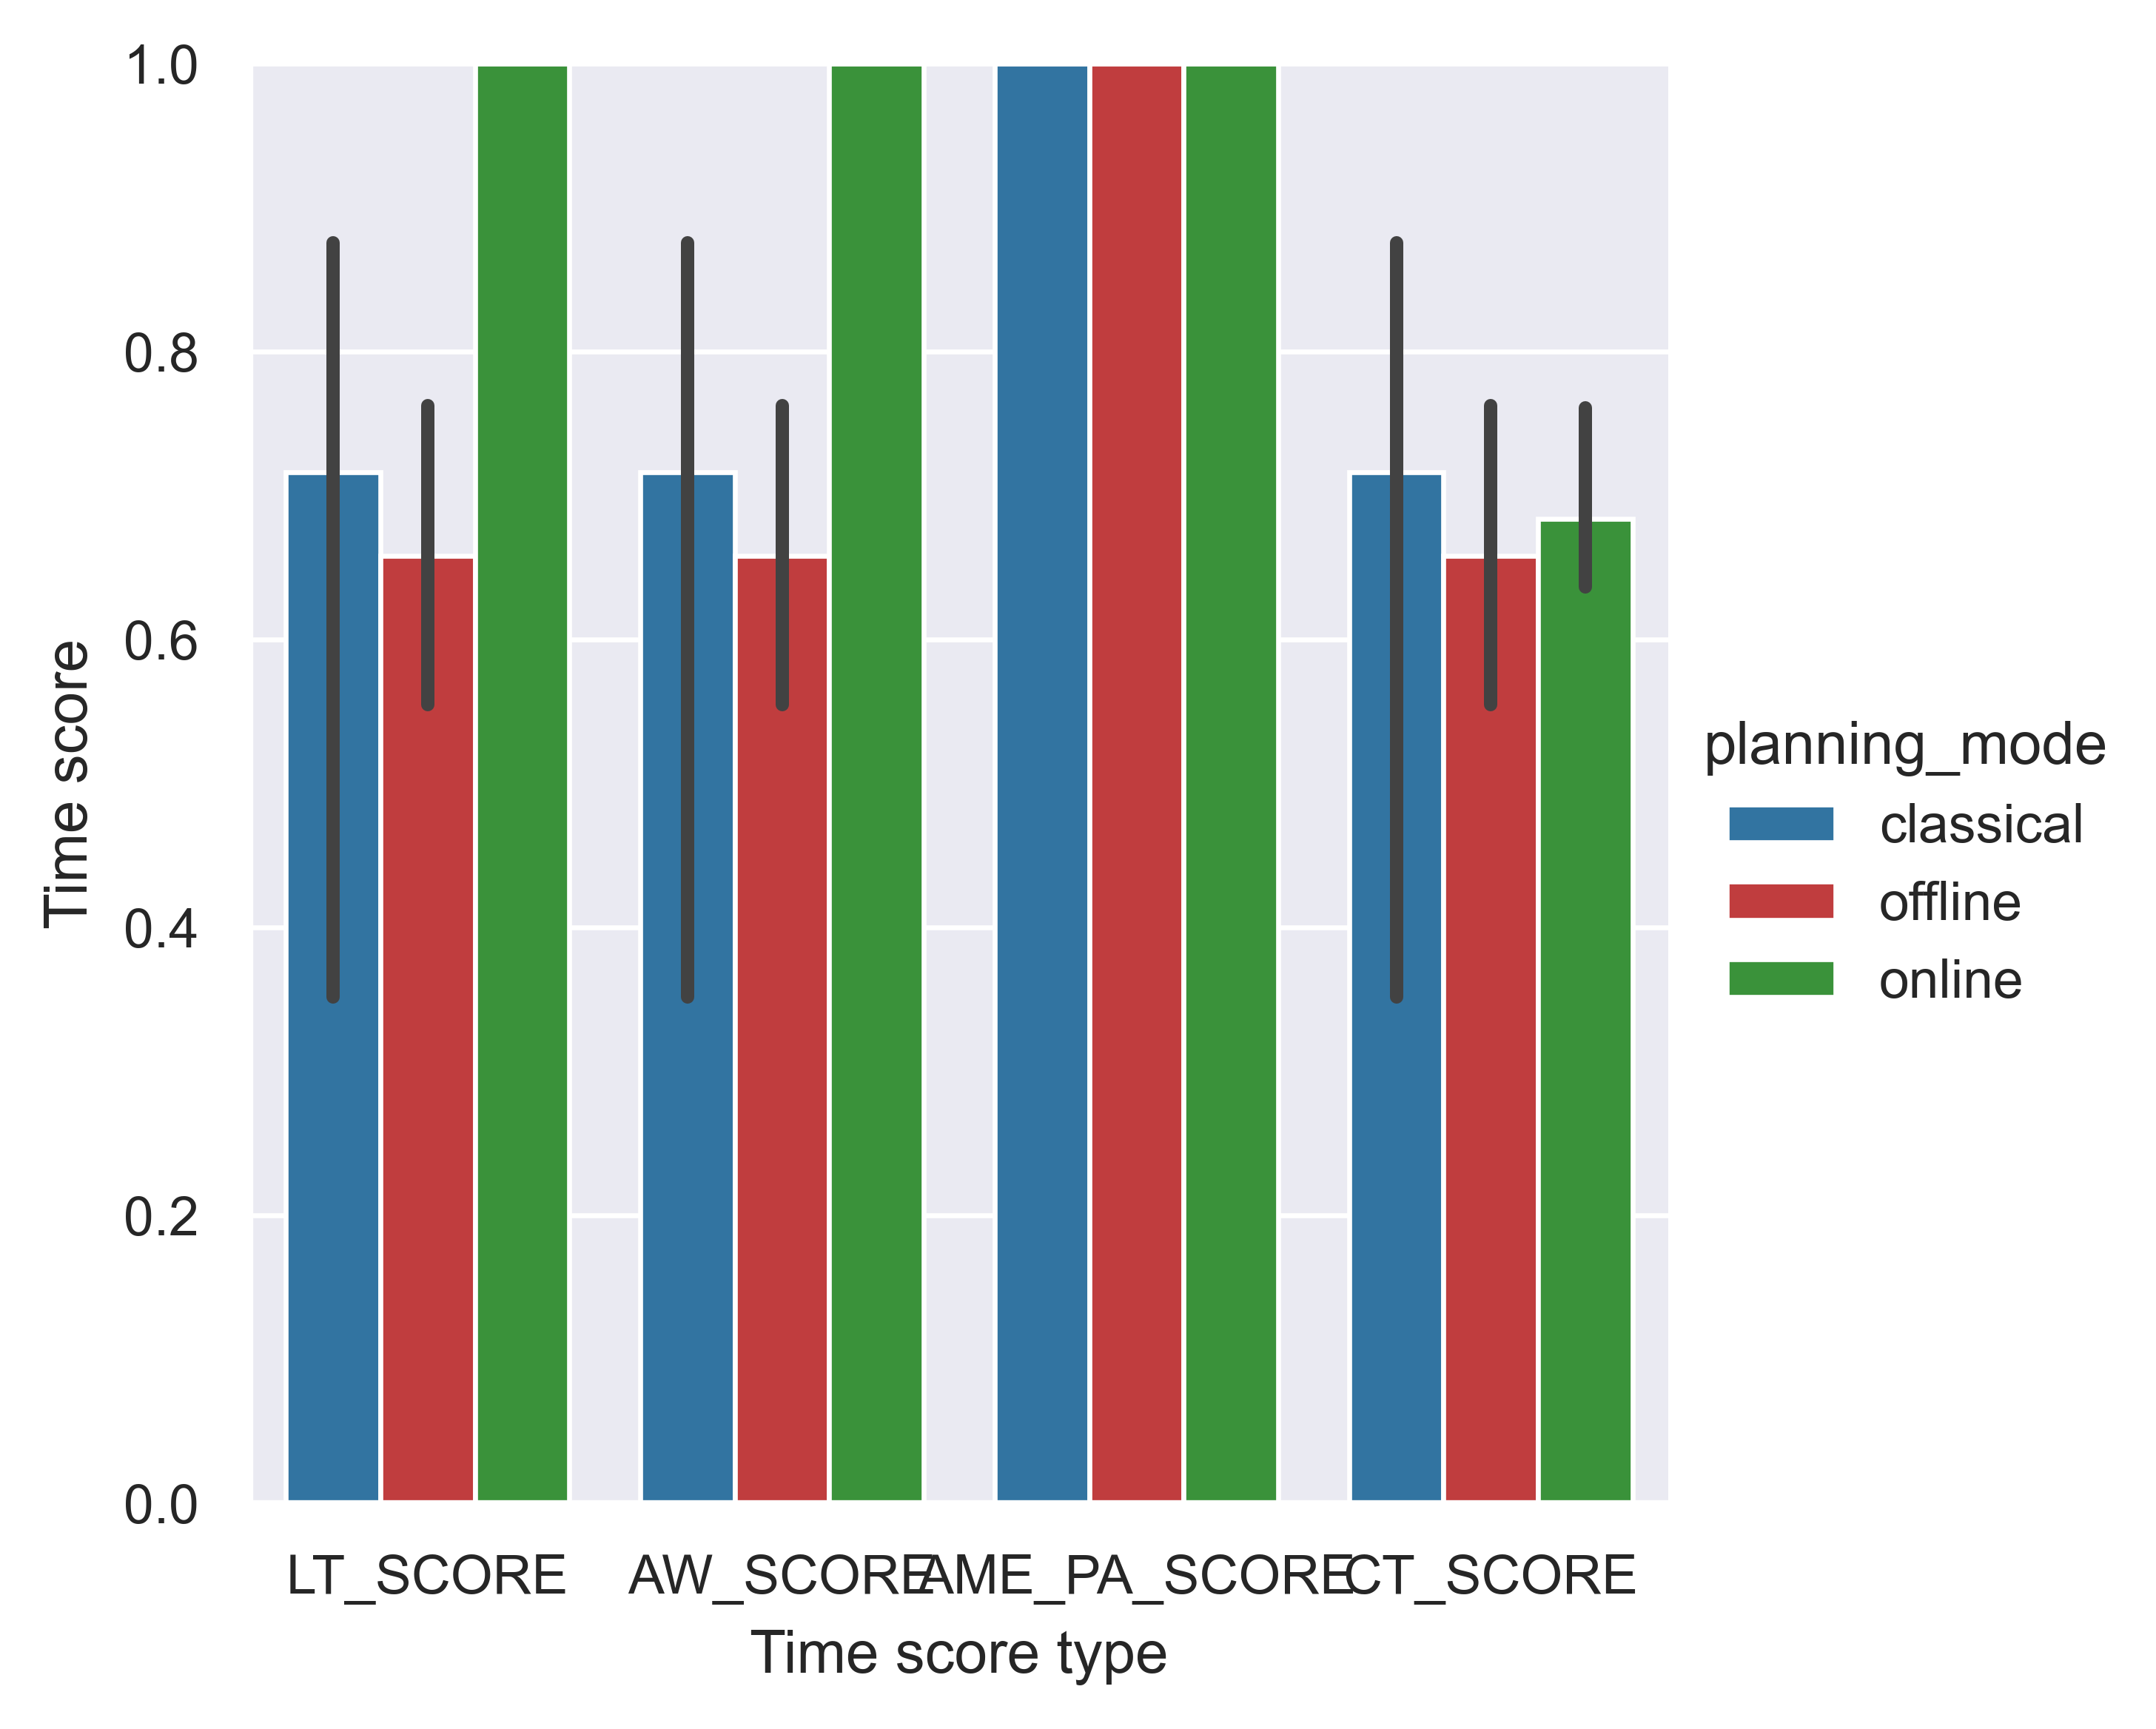 1.0
0.8
0.6
0.4
0.2
0.0
Time score
LT_SCORE AW_SCORE AME_PA_SCORE CT_SCORE
Time score type
planning_mode
classical
offline
online